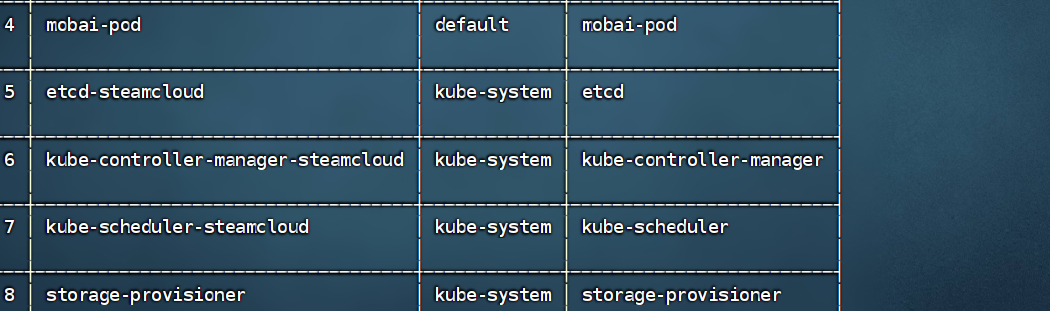 4 mobai-pod default mobai-pod
5 etcd-steamcloud kube-system etcd
6 kube-controller-manager-steamcloud kube-system kube-controller-manager
7 kube-scheduler-steamcloud kube-system kube-scheduler
8 storage-provisioner kube-system storage-provisioner